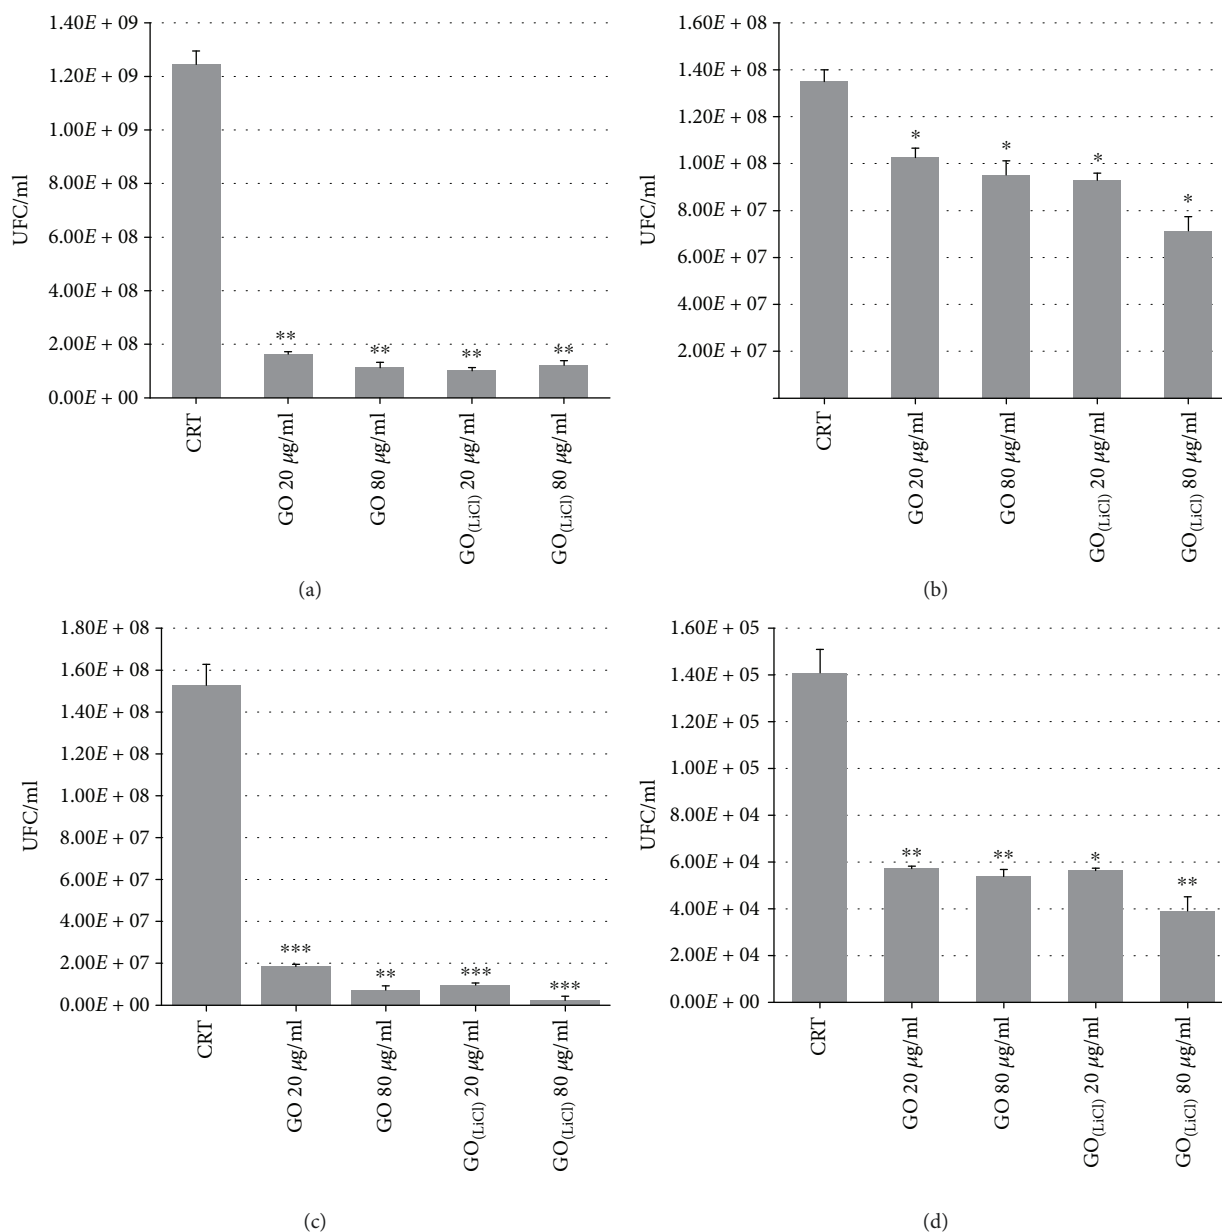 1.40E + 09
1.20E + 09
1.00E + 09
8.00E + 08
6.00E + 08
4.00E + 08
2.00E + 08
0.00E + 00
UFC/ml
**
**
**
**
CRT
GO 20 µg/ml
GO 80 µg/ml
GO(LiCl) 20 µg/ml
GO(LiCl) 80 µg/ml
(a)
1.60E + 08
1.40E + 08
1.20E + 08
1.00E + 08
8.00E + 07
6.00E + 07
4.00E + 07
2.00E + 07
UFC/ml
*
*
*
*
CRT
GO 20 µg/ml
GO 80 µg/ml
GO(LiCl) 20 µg/ml
GO(LiCl) 80 µg/ml
(b)
1.80E + 08
1.60E + 08
1.40E + 08
1.20E + 08
1.00E + 08
8.00E + 07
6.00E + 07
4.00E + 07
2.00E + 07
0.00E + 00
UFC/ml
***
**
***
***
CRT
GO 20 µg/ml
GO 80 µg/ml
GO(LiCl) 20 µg/ml
GO(LiCl) 80 µg/ml
(c)
1.60E + 05
1.40E + 05
1.20E + 05
1.00E + 05
8.00E + 04
6.00E + 04
4.00E + 04
2.00E + 04
0.00E + 00
UFC/ml
**
**
*
**
CRT
GO 20 µg/ml
GO 80 µg/ml
GO(LiCl) 20 µg/ml
GO(LiCl) 80 µg/ml
(d)